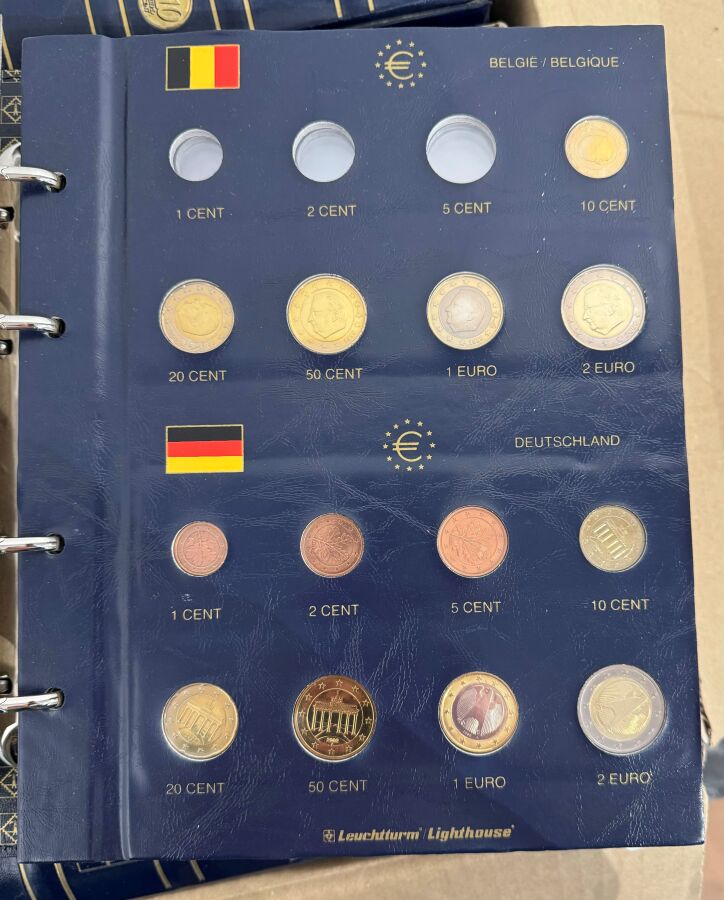 10
€
BELGIË / BELGIQUE
1 CENT
2 CENT
5 CENT
10 CENT
20 CENT
50 CENT
1 EURO
2 EURO
€
DEUTSCHLAND
1 CENT
2 CENT
5 CENT
10 CENT
20 CENT
50 CENT
1 EURO
2 EURO
Leuchtturm® Lighthouse®